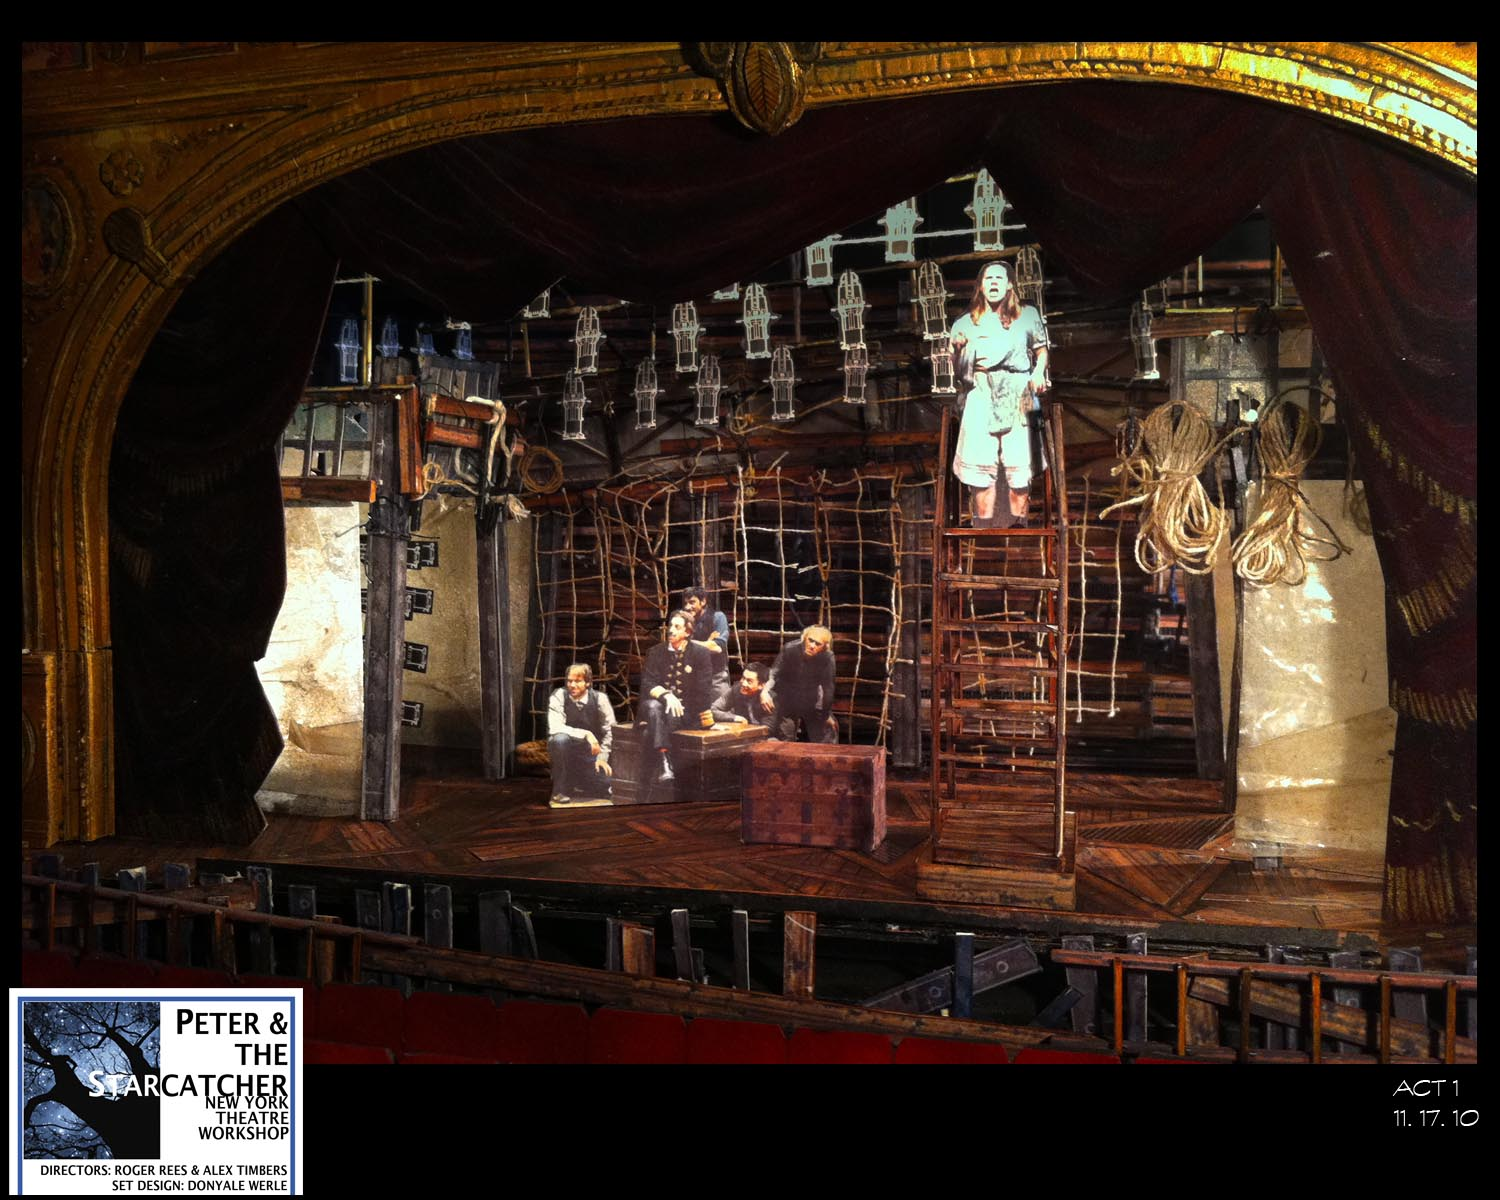 PETER &
THE
STARCATCHER
NEW YORK
THEATRE
WORKSHOP
DIRECTORS: ROGER REES & ALEX TIMBERS
SET DESIGN: DONYALE WERLE
ACT 1
11. 17. 10